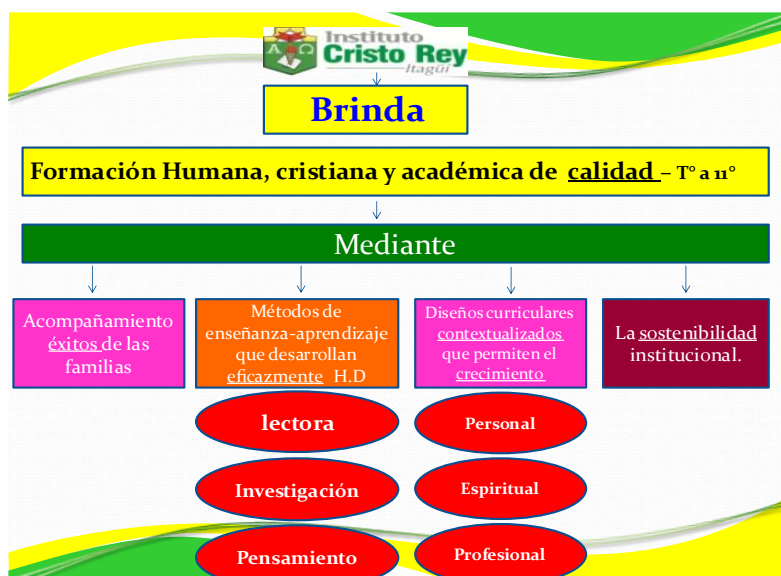 Instituto
Cristo Rey
Itagüí
Brinda
Formación Humana, cristiana y académica de calidad – T° a 11°
Mediante
Acompañamiento
éxitos de las
familias
Métodos de
enseñanza-aprendizaje
que desarrollan
eficazmente H.D
Diseños curriculares
contextualizados
que permiten el
crecimiento
La sostenibilidad
institucional.
lectora
Investigación
Pensamiento
Personal
Espiritual
Profesional